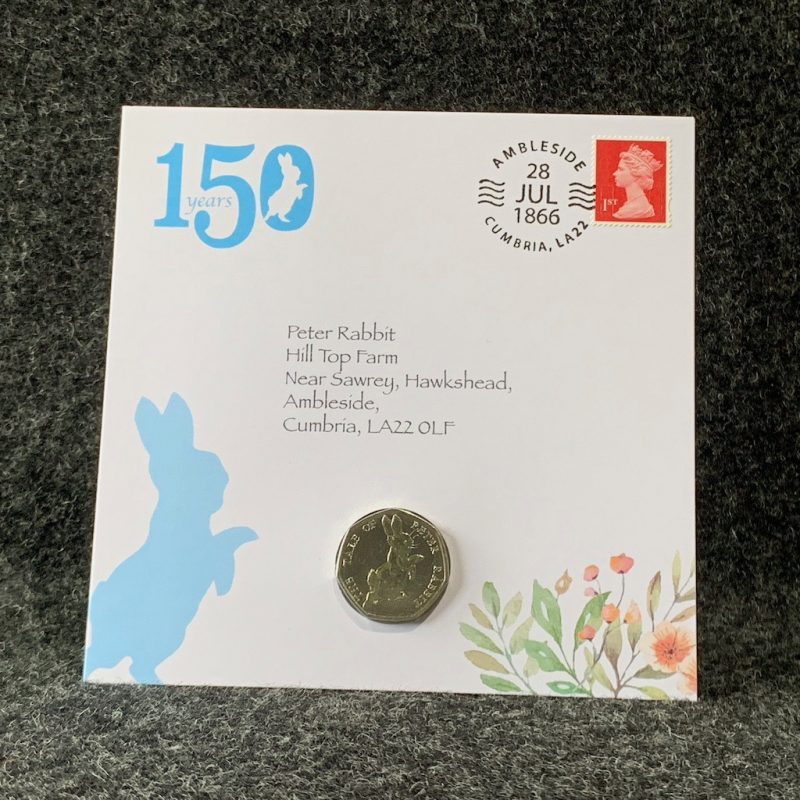 150
years
AMBLESIDE
28
JUL
1866
CUMBRIA, LA22
1ST
Peter Rabbit
Hill Top Farm
Near Sawrey, Hawkshead,
Ambleside,
Cumbria, LA22 0LF
THE TALE OF PETER RABBIT